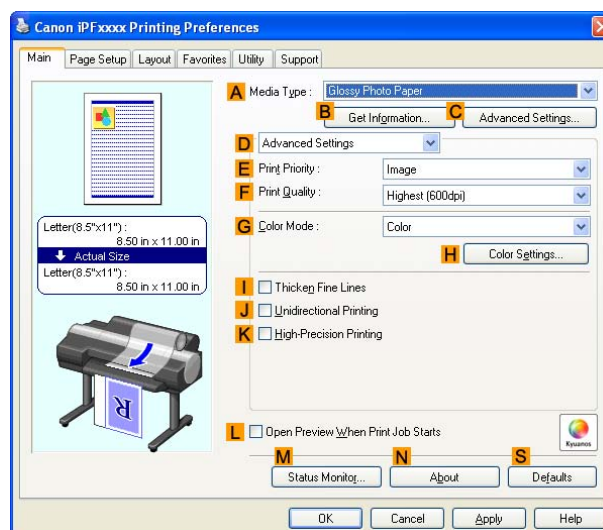 Canon iPFxxxx Printing Preferences
Main Page Setup Layout Favorites Utility Support
A Media Type : Glossy Photo Paper
B Get Information... C Advanced Settings...
D Advanced Settings
E Print Priority : Image
F Print Quality : Highest (600dpi)
G Color Mode : Color
H Color Settings...
Letter(8.5"x11") :
8.50 in x 11.00 in
Actual Size
Letter(8.5"x11") :
8.50 in x 11.00 in
I Thicken Fine Lines
J Unidirectional Printing
K High-Precision Printing
R
L Open Preview When Print Job Starts
Kyuanos
M Status Monitor... N About S Defaults
OK Cancel Apply Help